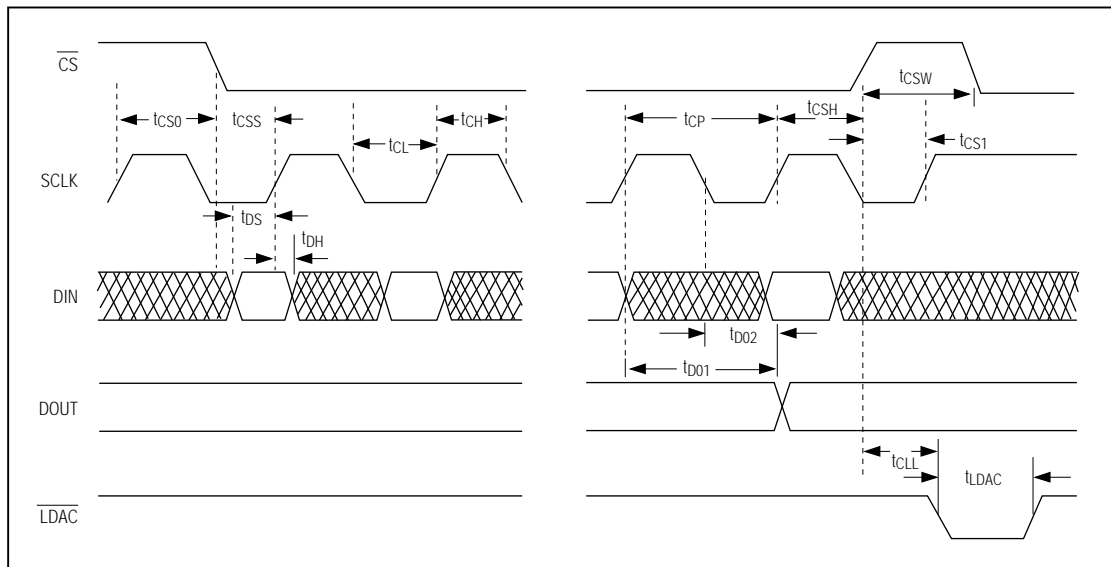 CS
tCSW
tCS0 tCSS tCL tCH tCP tCSH
tCS1
SCLK
tDS
tDH
DIN
tD02
tD01
DOUT
tCLL
tLDAC
LDAC